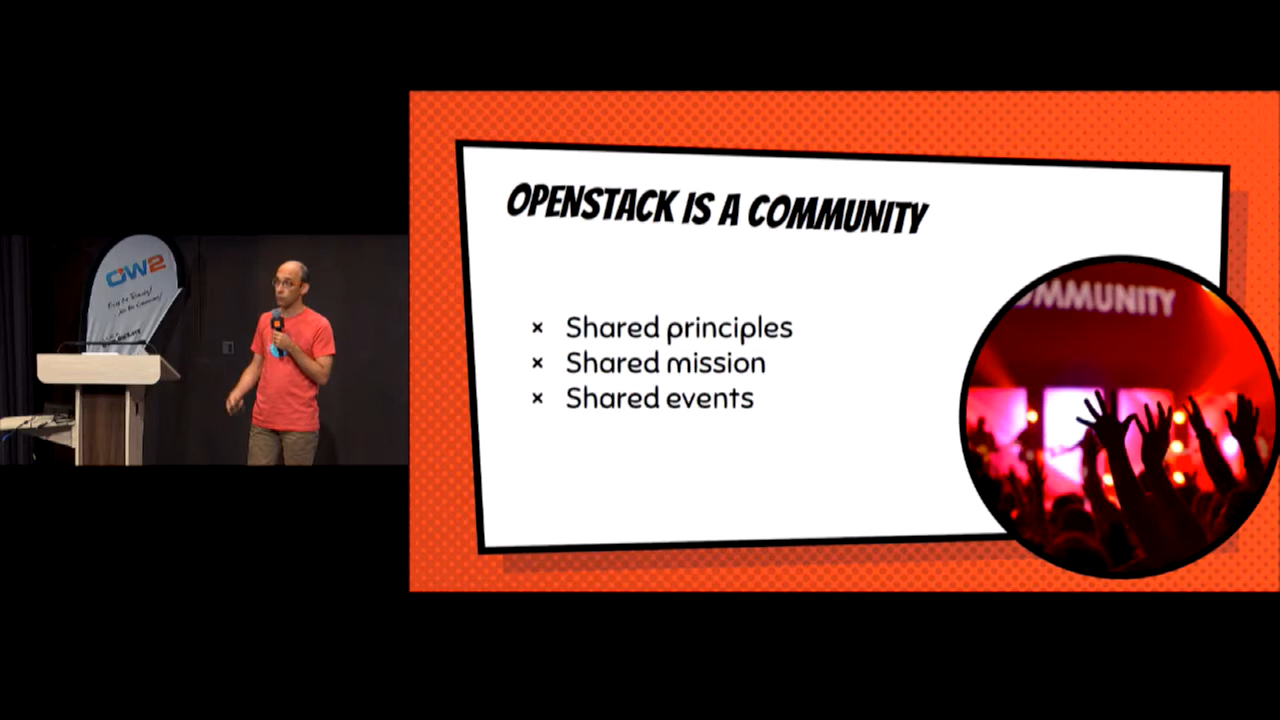 OW2
OPENSTACK IS A COMMUNITY
× Shared principles
× Shared mission
× Shared events
OMMUNITY